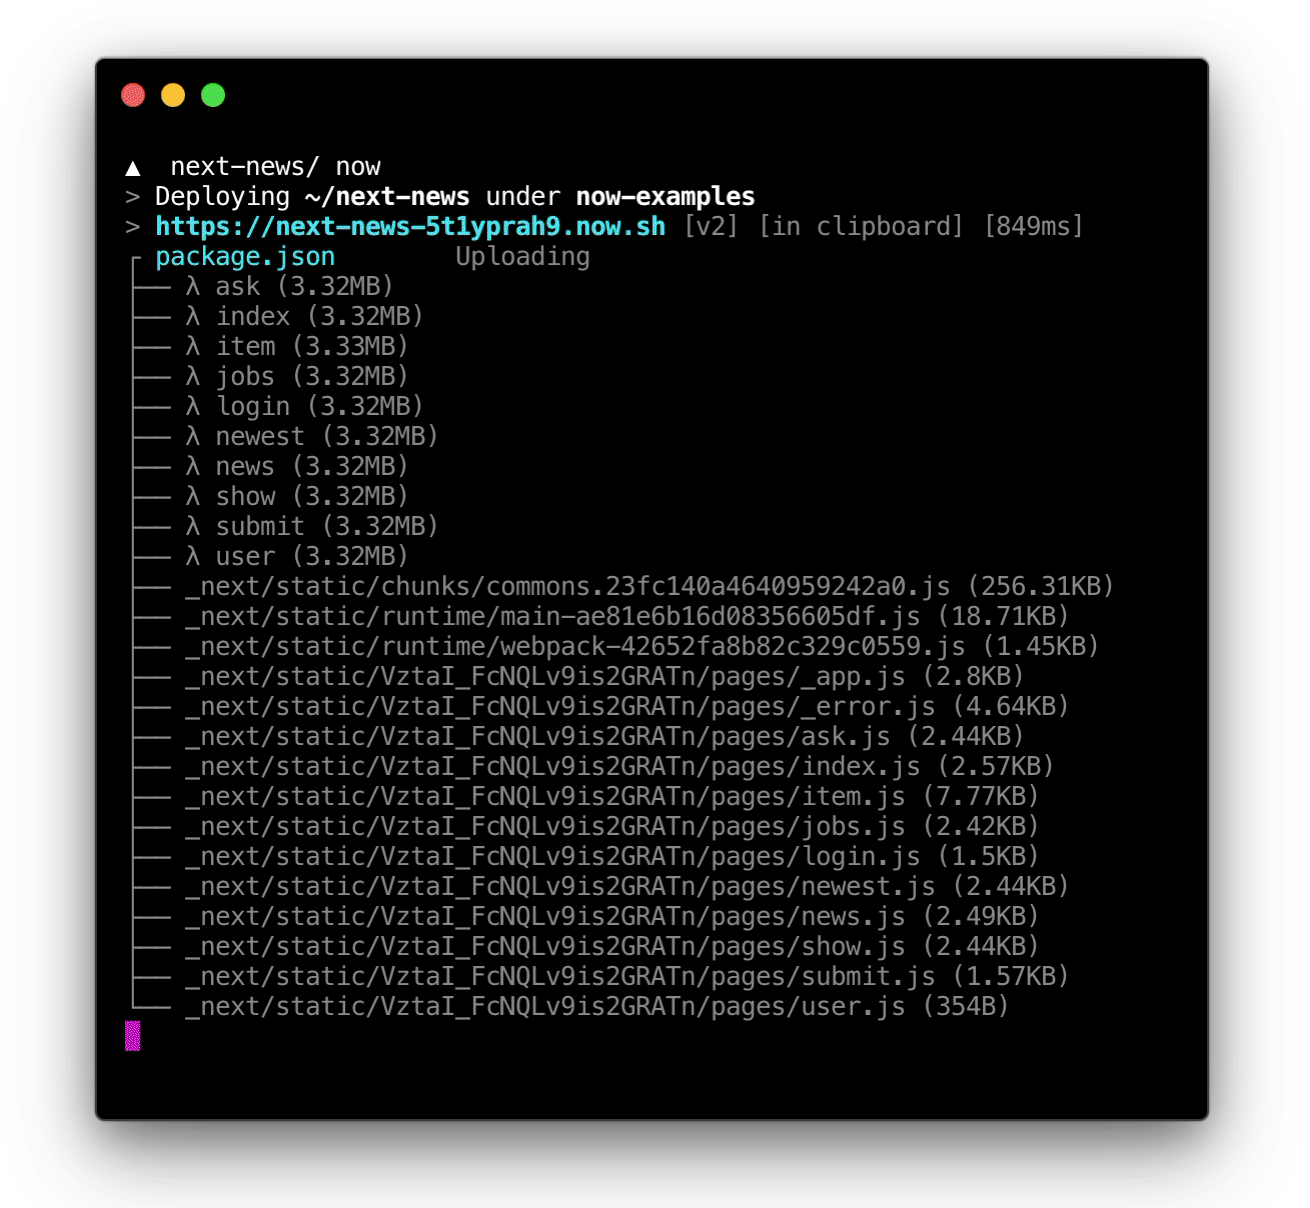 ▲  next-news/ now
> Deploying ~/next-news under now-examples
> https://next-news-5t1yprah9.now.sh [v2] [in clipboard] [849ms]
┌ package.json        Uploading
├── λ ask (3.32MB)
├── λ index (3.32MB)
├── λ item (3.33MB)
├── λ jobs (3.32MB)
├── λ login (3.32MB)
├── λ newest (3.32MB)
├── λ news (3.32MB)
├── λ show (3.32MB)
├── λ submit (3.32MB)
├── λ user (3.32MB)
├── _next/static/chunks/commons.23fc140a4640959242a0.js (256.31KB)
├── _next/static/runtime/main-ae81e6b16d08356605df.js (18.71KB)
├── _next/static/runtime/webpack-42652fa8b82c329c0559.js (1.45KB)
├── _next/static/VztaI_FcNQLv9is2GRATn/pages/_app.js (2.8KB)
├── _next/static/VztaI_FcNQLv9is2GRATn/pages/_error.js (4.64KB)
├── _next/static/VztaI_FcNQLv9is2GRATn/pages/ask.js (2.44KB)
├── _next/static/VztaI_FcNQLv9is2GRATn/pages/index.js (2.57KB)
├── _next/static/VztaI_FcNQLv9is2GRATn/pages/item.js (7.77KB)
├── _next/static/VztaI_FcNQLv9is2GRATn/pages/jobs.js (2.42KB)
├── _next/static/VztaI_FcNQLv9is2GRATn/pages/login.js (1.5KB)
├── _next/static/VztaI_FcNQLv9is2GRATn/pages/newest.js (2.44KB)
├── _next/static/VztaI_FcNQLv9is2GRATn/pages/news.js (2.49KB)
├── _next/static/VztaI_FcNQLv9is2GRATn/pages/show.js (2.44KB)
├── _next/static/VztaI_FcNQLv9is2GRATn/pages/submit.js (1.57KB)
└── _next/static/VztaI_FcNQLv9is2GRATn/pages/user.js (354B)